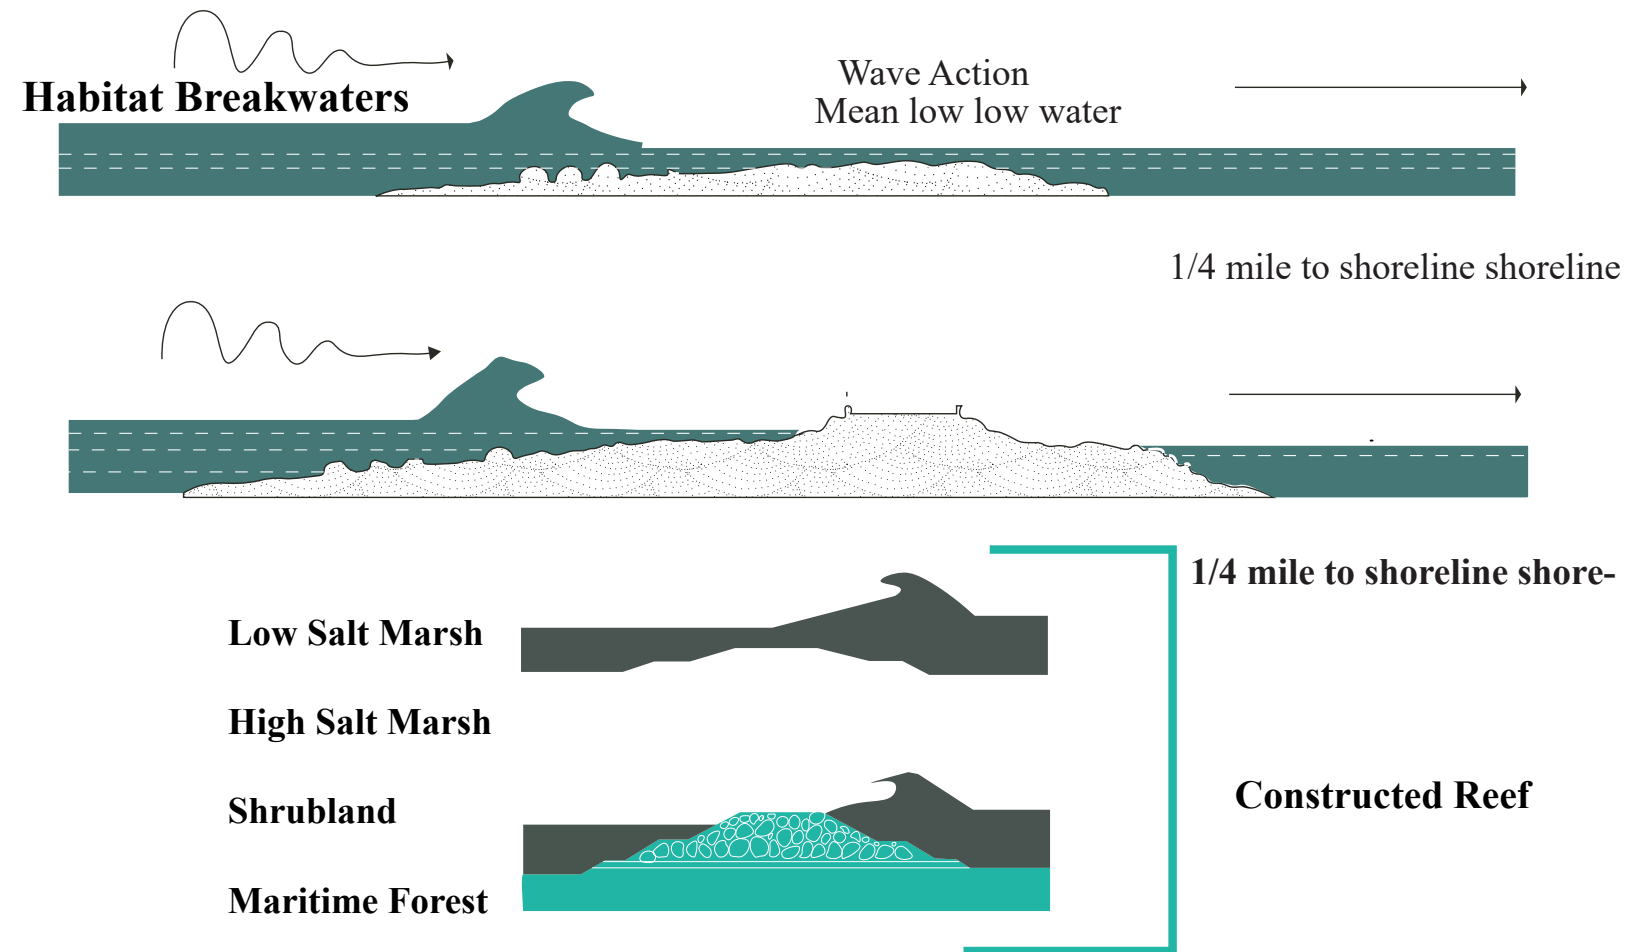 Habitat Breakwaters
Wave Action
Mean low low water
1/4 mile to shoreline shoreline
1/4 mile to shoreline shore-
Low Salt Marsh
High Salt Marsh
Shrubland
Constructed Reef
Maritime Forest